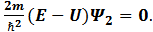 2m/ħ² (E − U)Ψ₂ = 0.